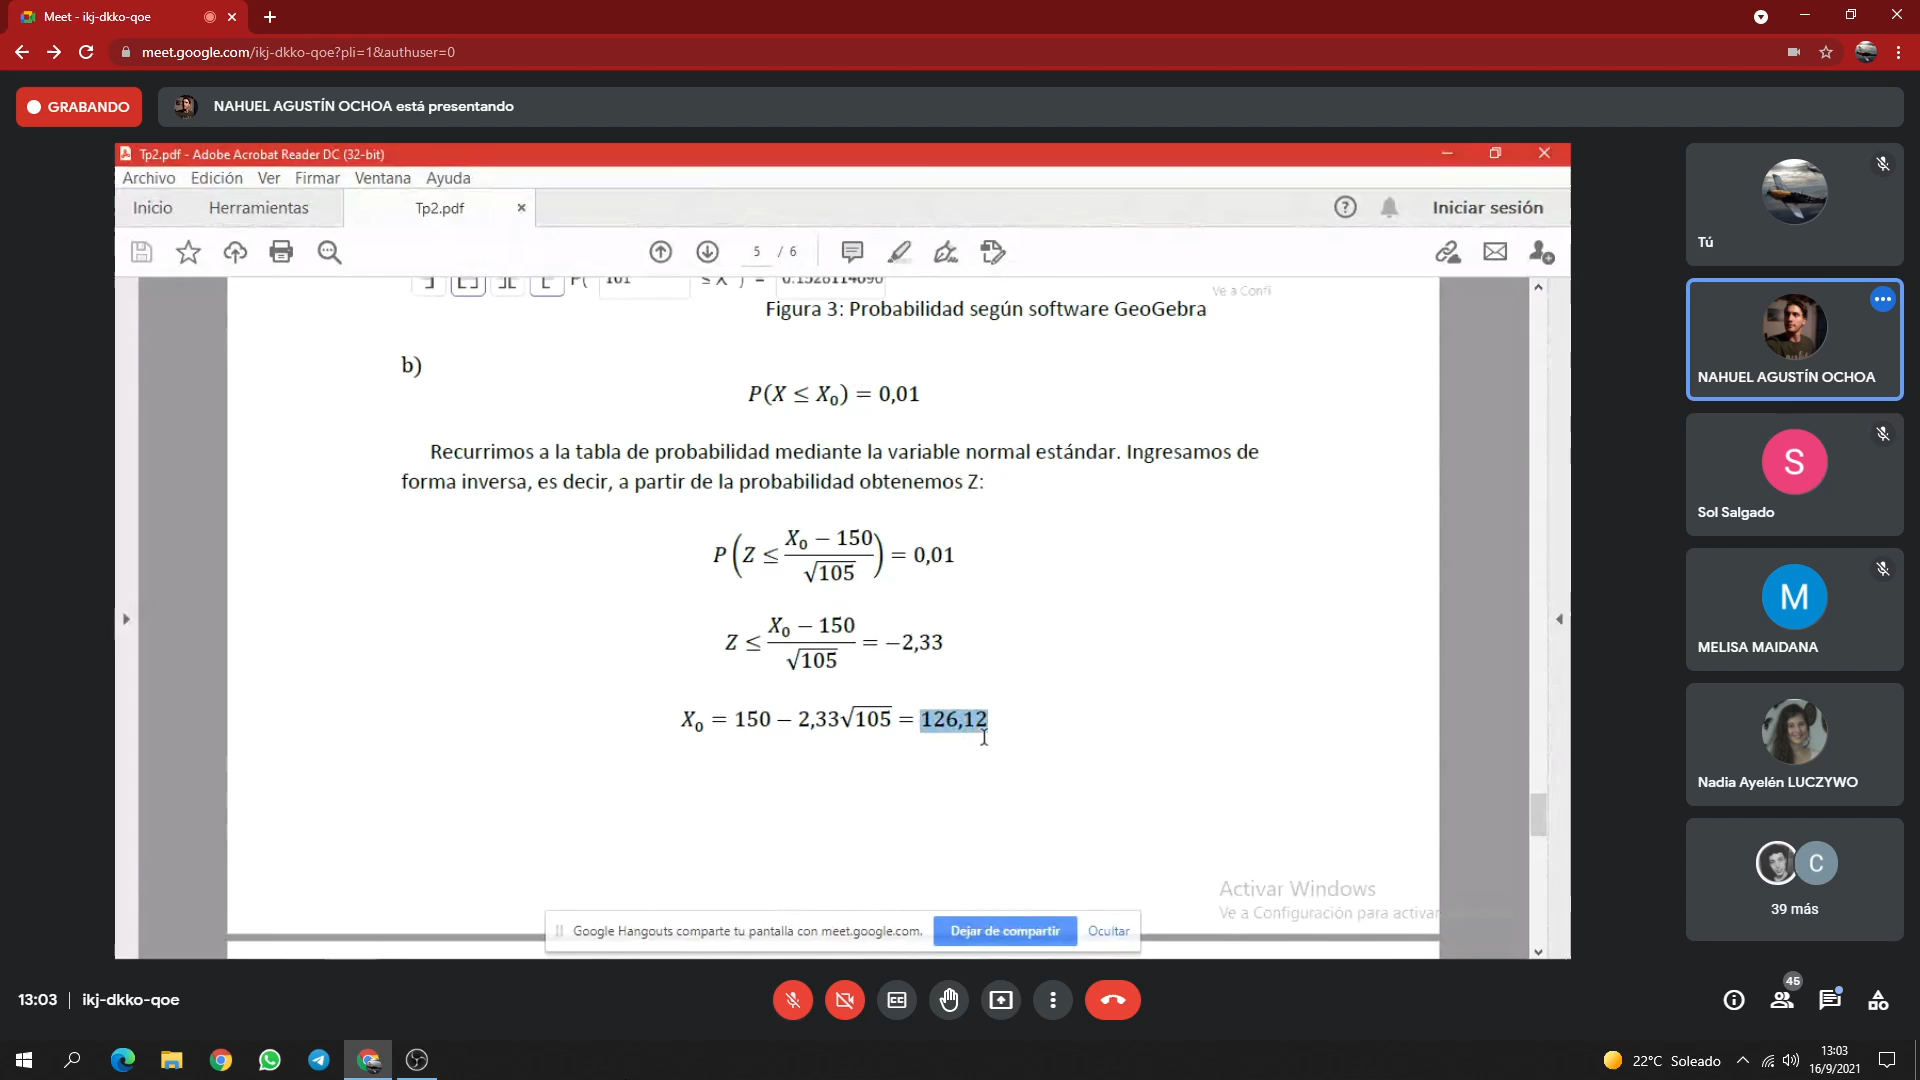 Meet - ikj-dkko-qoe
meet.google.com/ikj-dkko-qoe?pli=1&authuser=0
GRABANDO
NAHUEL AGUSTÍN OCHOA está presentando
Tp2.pdf - Adobe Acrobat Reader DC (32-bit)
Archivo Edición Ver Firmar Ventana Ayuda
Inicio Herramientas Tp2.pdf Iniciar sesión
5 / 6
P( 101 ≤ X ) =
Ve a Confi
Figura 3: Probabilidad según software GeoGebra
b)
P(X ≤ X₀) = 0,01
Recurrimos a la tabla de probabilidad mediante la variable normal estándar. Ingresamos de
forma inversa, es decir, a partir de la probabilidad obtenemos Z:
P(Z ≤ (X₀ − 150)/√105) = 0,01
Z ≤ (X₀ − 150)/√105 = −2,33
X₀ = 150 − 2,33√105 = 126,12
Activar Windows
Ve a Configuración para activar
Google Hangouts comparte tu pantalla con meet.google.com.
Dejar de compartir
Ocultar
Tú
NAHUEL AGUSTÍN OCHOA
S
Sol Salgado
M
MELISA MAIDANA
Nadia Ayelén LUCZYWO
C
39 más
13:03 | ikj-dkko-qoe
45
22°C Soleado
13:03
16/9/2021